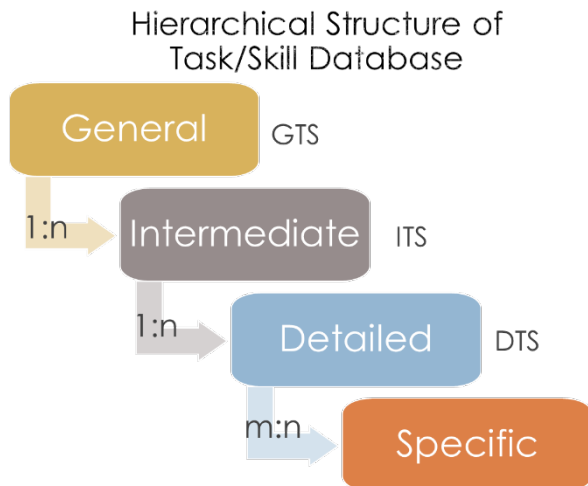 Hierarchical Structure of
Task/Skill Database
General
GTS
1:n
Intermediate
ITS
1:n
Detailed
DTS
m:n
Specific